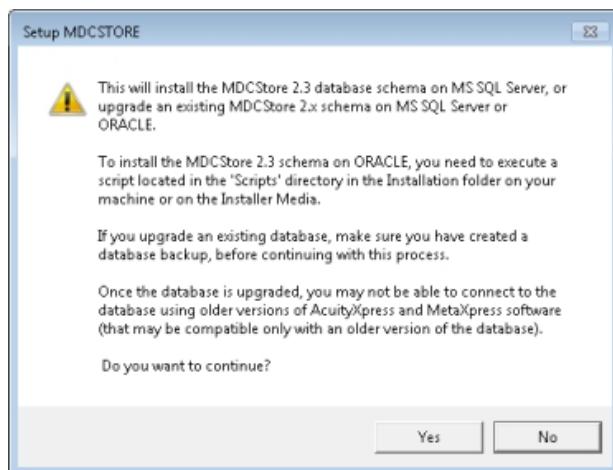 Setup MDCSTORE
This will install the MDCStore 2.3 database schema on MS SQL Server, or
upgrade an existing MDCStore 2.x schema on MS SQL Server or
ORACLE.
To install the MDCStore 2.3 schema on ORACLE, you need to execute a
script located in the 'Scripts' directory in the Installation folder on your
machine or on the Installer Media.
If you upgrade an existing database, make sure you have created a
database backup, before continuing with this process.
Once the database is upgraded, you may not be able to connect to the
database using older versions of AcuityXpress and MetaXpress software
(that may be compatible only with an older version of the database).
Do you want to continue?
Yes No